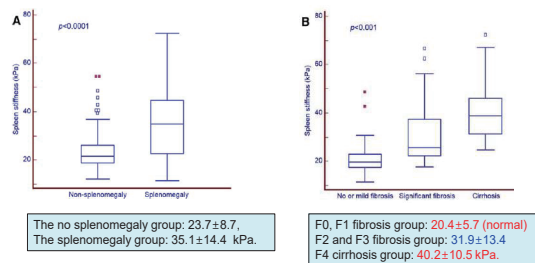 A
p<0.0001
Spleen stiffness (kPa)
80
60
40
20
0
Non-splenomegaly Splenomegaly
The no splenomegaly group: 23.7±8.7,
The splenomegaly group: 35.1±14.4 kPa.
B
p<0.001
Spleen stiffness (kPa)
80
60
40
20
No or mild fibrosis Significant fibrosis Cirrhosis
F0, F1 fibrosis group: 20.4±5.7 (normal)
F2 and F3 fibrosis group: 31.9±13.4
F4 cirrhosis group: 40.2±10.5 kPa.